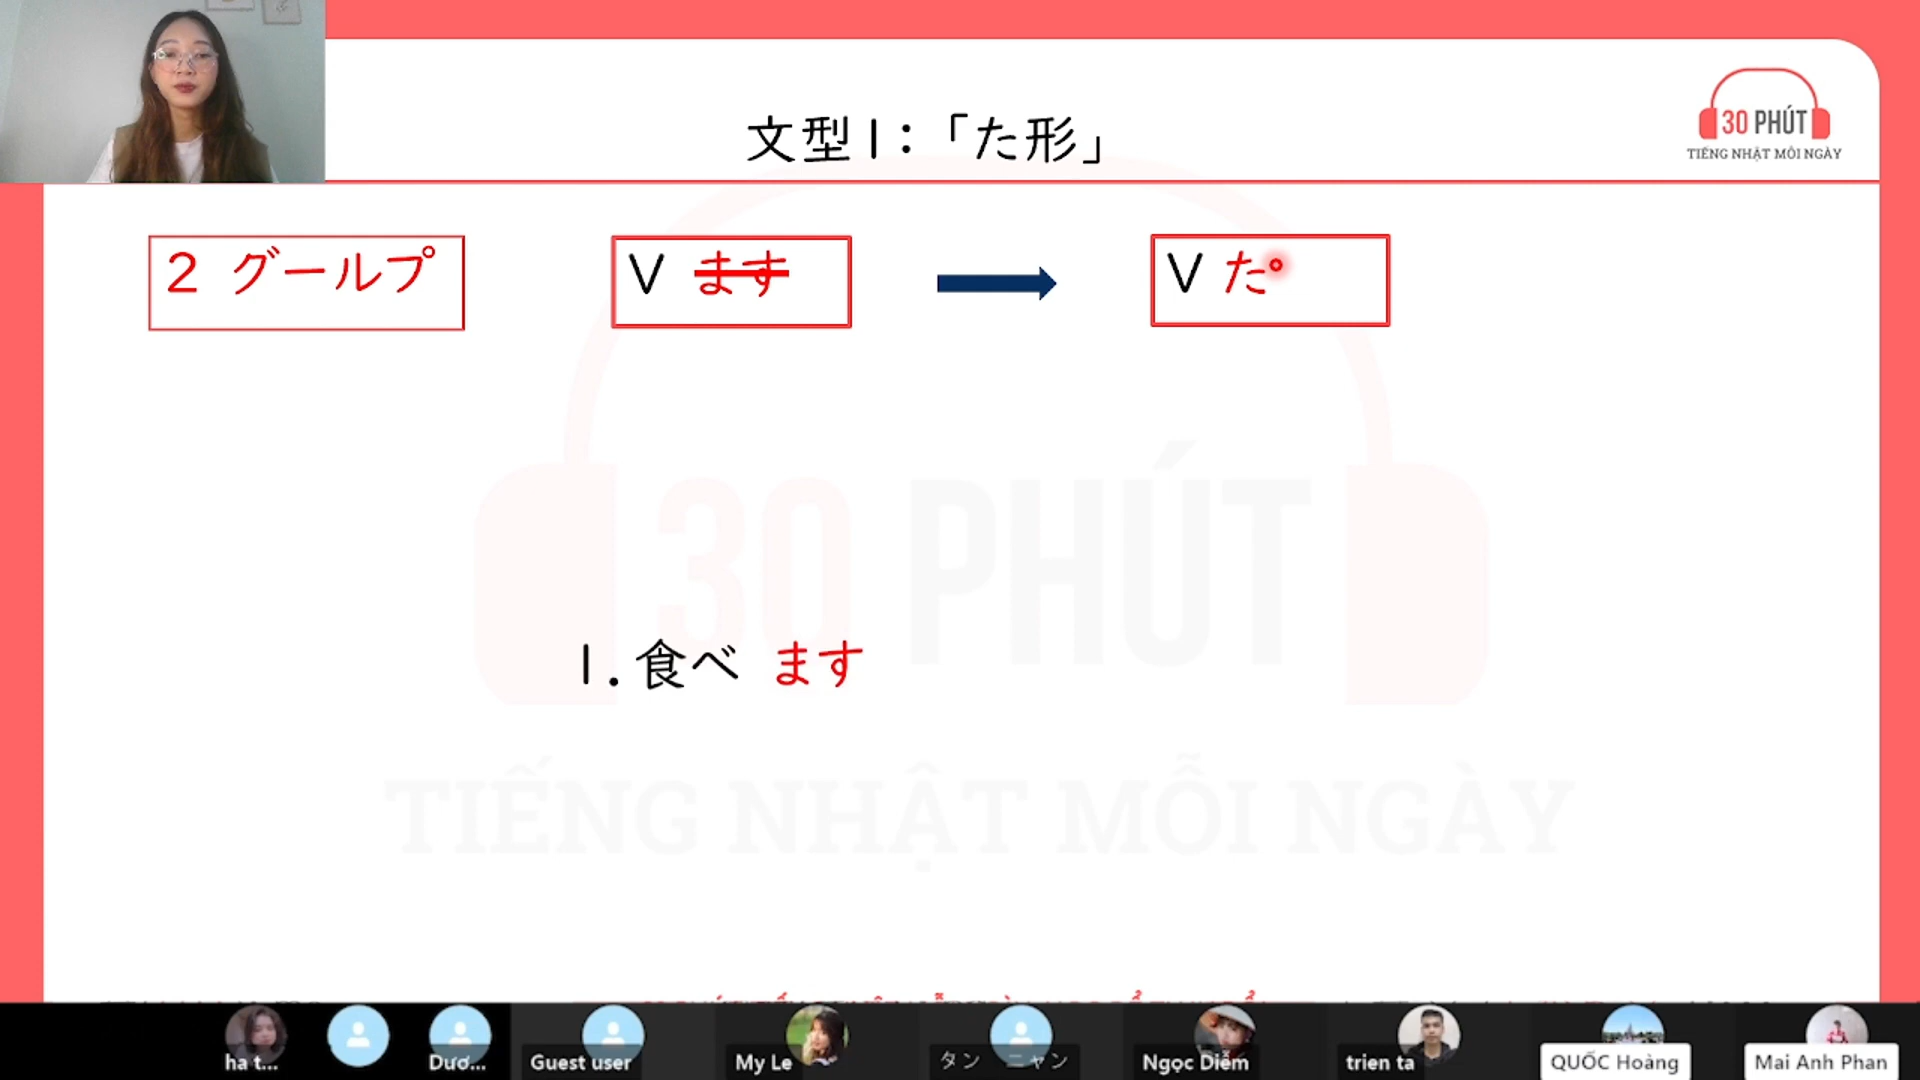 文型1：「た形」
30 PHÚT
TIẾNG NHẬT MỖI NGÀY
2 グールプ
V ます
V た
1. 食べ ます
30 PHÚT
TIẾNG NHẬT MỖI NGÀY
ha t...
Dươ...
Guest user
My Le
タン ニャン
Ngọc Diễm
trien ta
QUỐC Hoàng
Mai Anh Phan